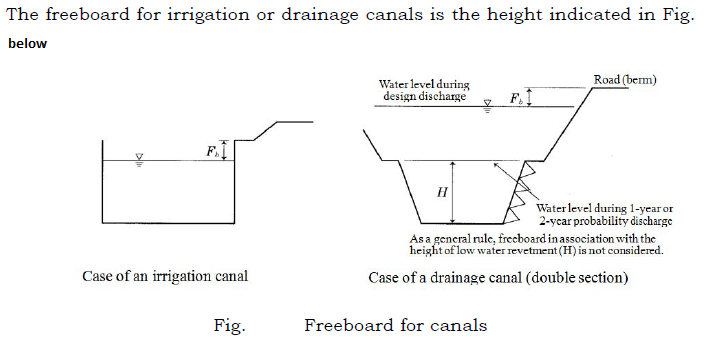 The freeboard for irrigation or drainage canals is the height indicated in Fig.
below
Water level during
design discharge
F_b
Road (berm)
F_b
H
Water level during 1-year or
2-year probability discharge
As a general rule, freeboard in association with the
height of low water revetment (H) is not considered.
Case of an irrigation canal
Case of a drainage canal (double section)
Fig. Freeboard for canals